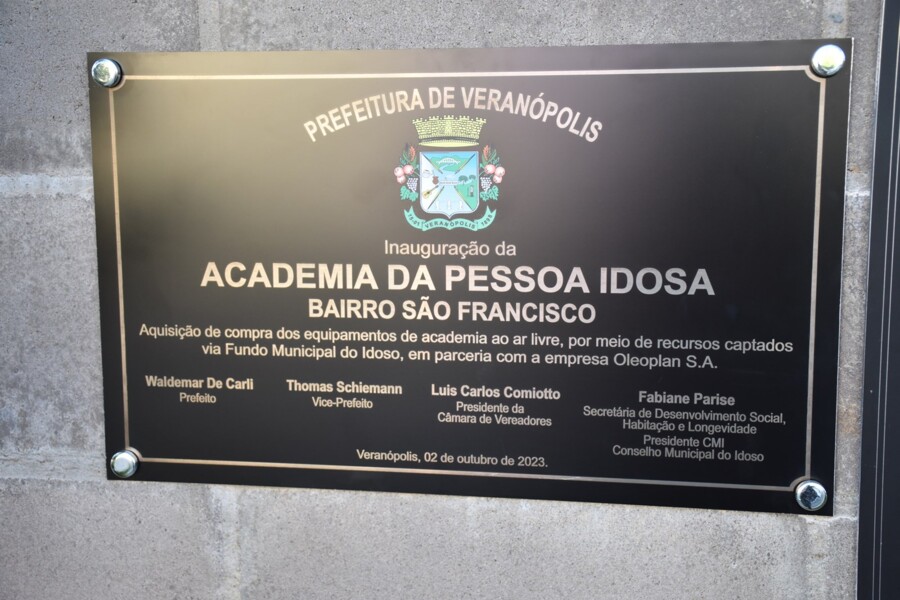 PREFEITURA DE VERANÓPOLIS
VERANÓPOLIS
Inauguração da
ACADEMIA DA PESSOA IDOSA
BAIRRO SÃO FRANCISCO
Aquisição de compra dos equipamentos de academia ao ar livre, por meio de recursos captados
via Fundo Municipal do Idoso, em parceria com a empresa Oleoplan S.A.
Waldemar De Carli
Prefeito
Thomas Schiemann
Vice-Prefeito
Luis Carlos Comiotto
Presidente da
Câmara de Vereadores
Fabiane Parise
Secretária de Desenvolvimento Social,
Habitação e Longevidade
Presidente CMI
Conselho Municipal do Idoso
Veranópolis, 02 de outubro de 2023.